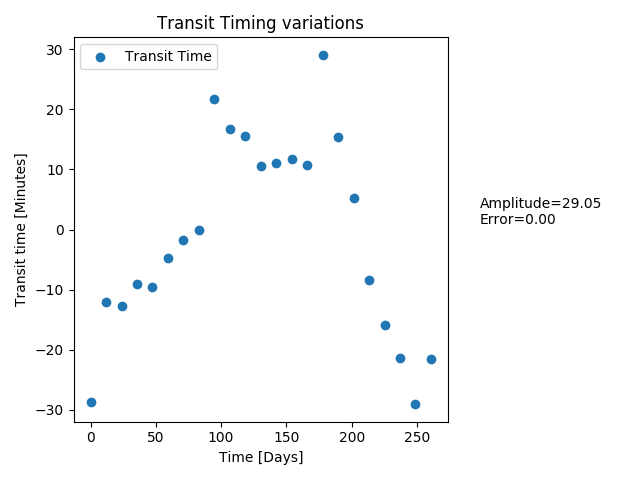 Transit Timing variations
Transit Time
30
20
10
0
−10
−20
−30
Transit time [Minutes]
0
50
100
150
200
250
Time [Days]
Amplitude=29.05
Error=0.00